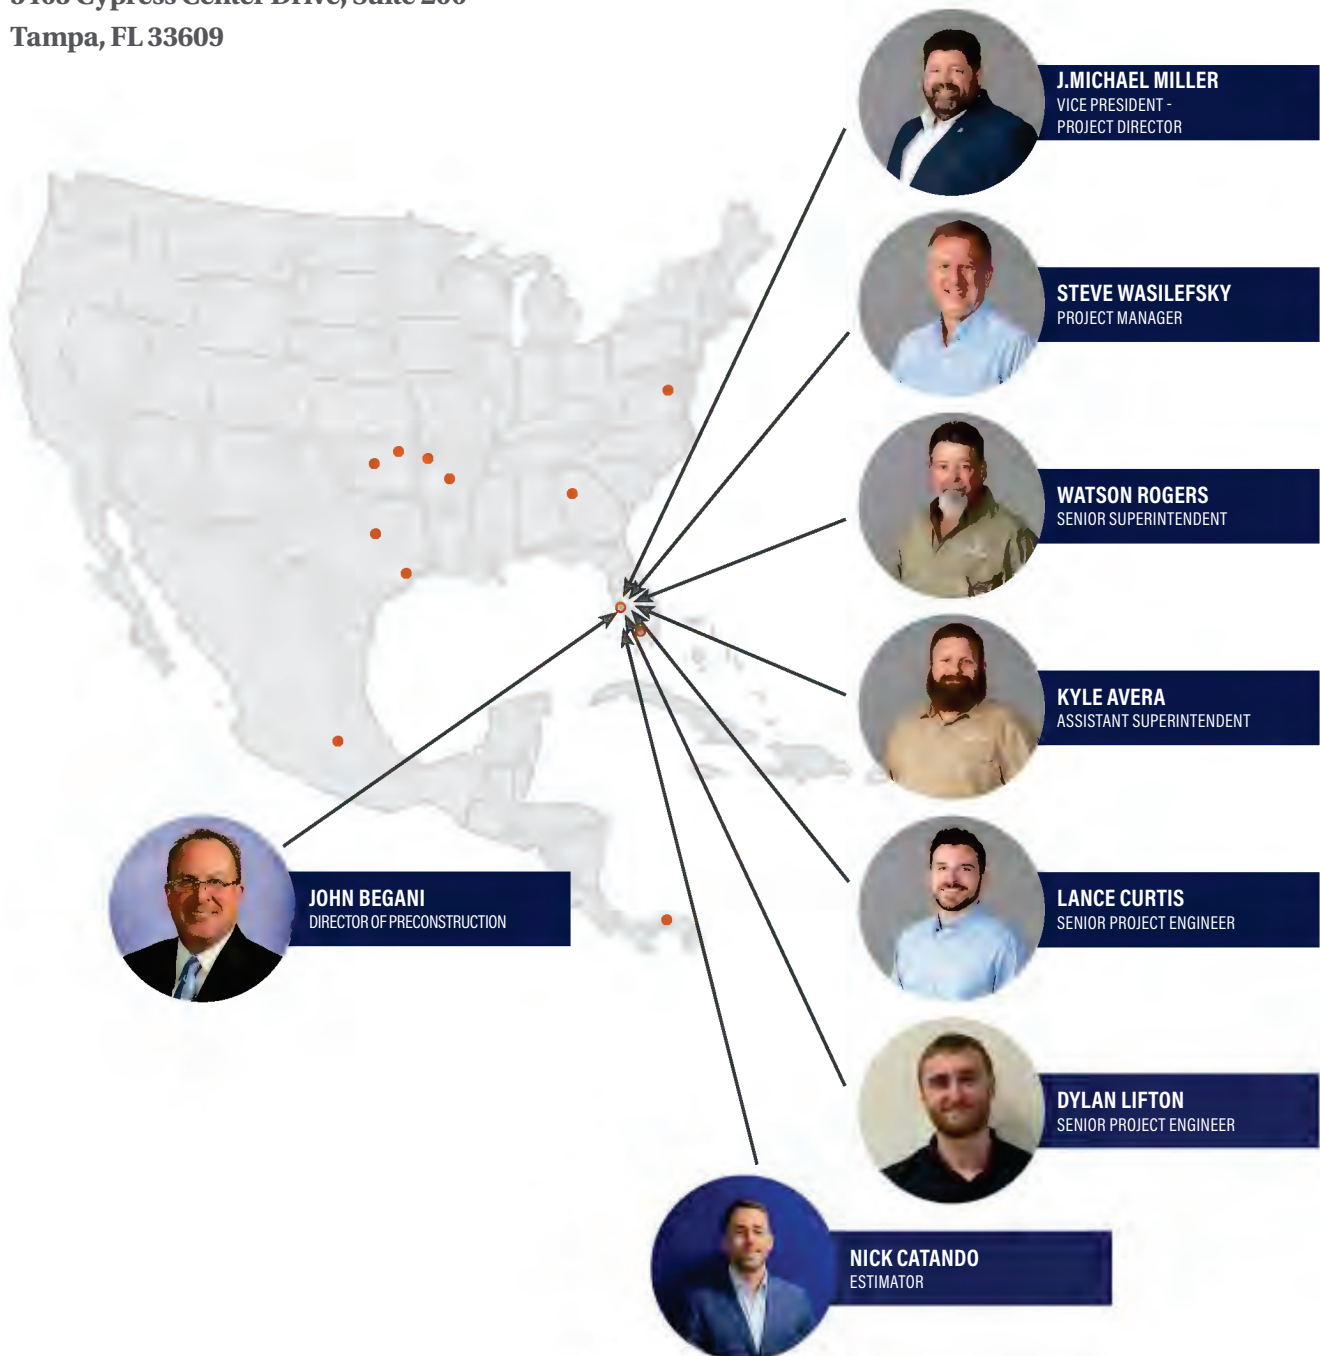 Tampa, FL 33609
J.MICHAEL MILLER
VICE PRESIDENT -
PROJECT DIRECTOR
STEVE WASILEFSKY
PROJECT MANAGER
WATSON ROGERS
SENIOR SUPERINTENDENT
KYLE AVERA
ASSISTANT SUPERINTENDENT
JOHN BEGANI
DIRECTOR OF PRECONSTRUCTION
LANCE CURTIS
SENIOR PROJECT ENGINEER
DYLAN LIFTON
SENIOR PROJECT ENGINEER
NICK CATANDO
ESTIMATOR